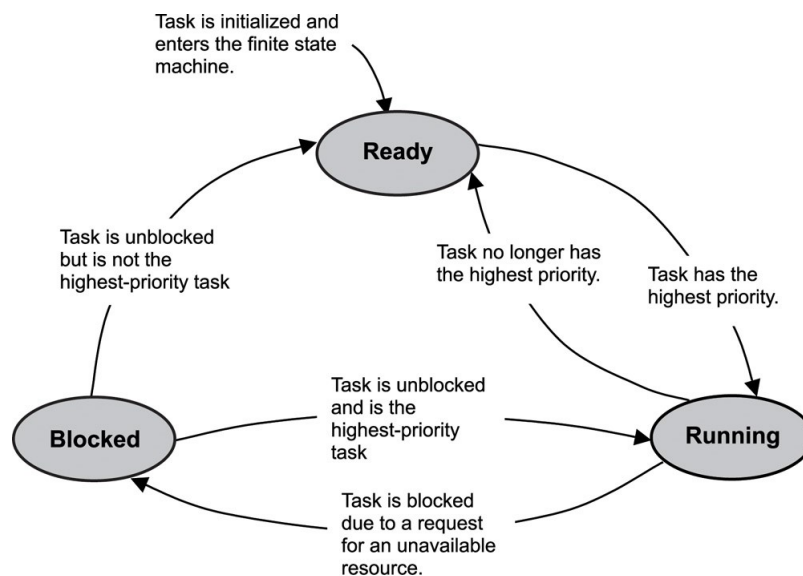 Task is initialized and
enters the finite state
machine.
Ready
Task is unblocked
but is not the
highest-priority task
Task no longer has
the highest priority.
Task has the
highest priority.
Blocked
Task is unblocked
and is the
highest-priority
task
Running
Task is blocked
due to a request
for an unavailable
resource.